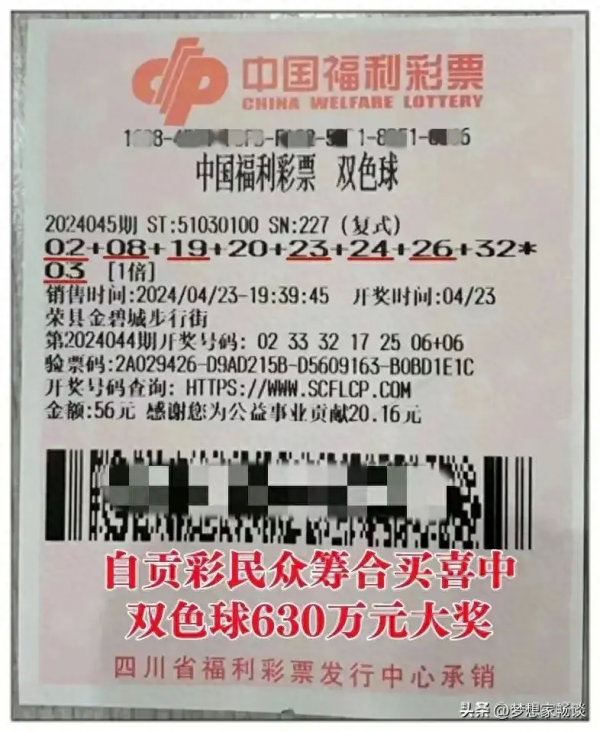 中国福利彩票
CHINA WELFARE LOTTERY
中国福利彩票 双色球
2024045期 ST:51030100 SN:227 (复式)
02+08+19+20+23+24+26+32*
03 [1倍]
销售时间:2024/04/23-19:39:45 开奖时间:04/23
荣县金碧城步行街
第2024044期开奖号码: 02 33 32 17 25 06+06
验票码:2A029426-D9AD215B-D5609163-B0BD1E1C
开奖号码查询: HTTPS://WWW.SCFLCP.COM
金额:56元 感谢您为公益事业贡献20.16元
自贡彩民众筹合买喜中
双色球630万元大奖
四川省福利彩票发行中心承销
头条 @梦想家畅谈